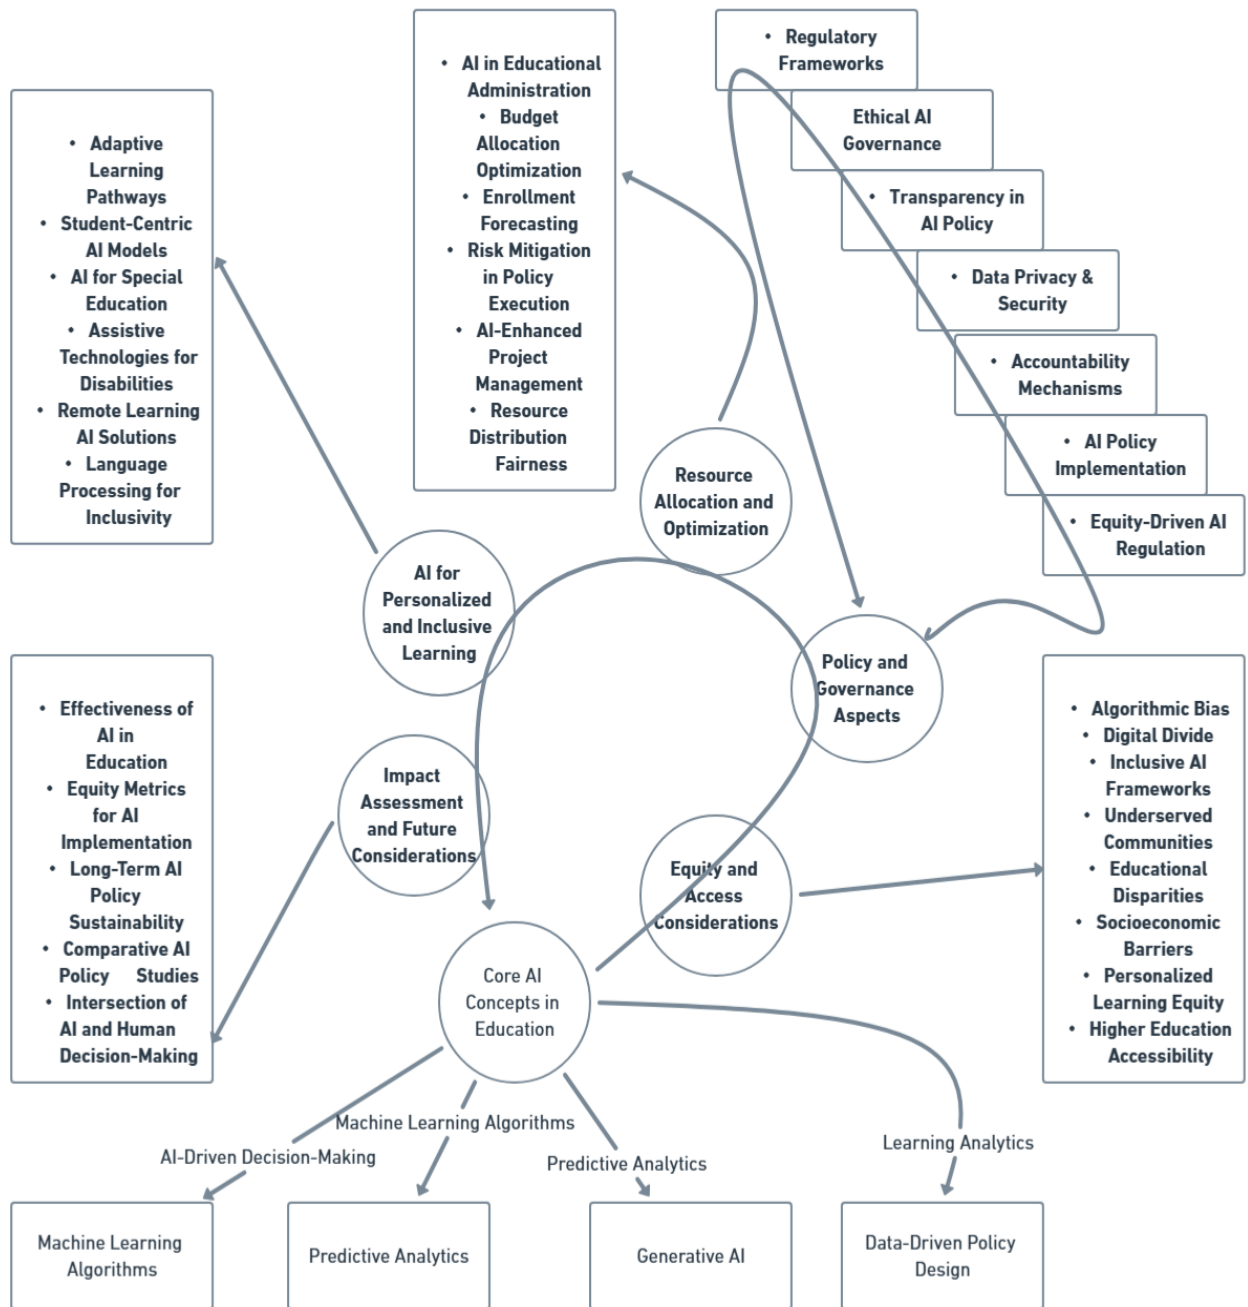 • Regulatory
Frameworks
Ethical AI
Governance
• Transparency in
AI Policy
• Data Privacy &
Security
• Accountability
Mechanisms
• AI Policy
Implementation
• Equity-Driven AI
Regulation
• AI in Educational
Administration
• Budget
Allocation
Optimization
• Enrollment
Forecasting
• Risk Mitigation
in Policy
Execution
• AI-Enhanced
Project
Management
• Resource
Distribution
Fairness
• Adaptive
Learning
Pathways
• Student-Centric
AI Models
• AI for Special
Education
• Assistive
Technologies for
Disabilities
• Remote Learning
AI Solutions
• Language
Processing for
Inclusivity
Resource
Allocation and
Optimization
AI for
Personalized
and Inclusive
Learning
Policy and
Governance
Aspects
• Effectiveness of
AI in
Education
• Equity Metrics
for AI
Implementation
• Long-Term AI
Policy
Sustainability
• Comparative AI
Policy Studies
• Intersection of
AI and Human
Decision-Making
Impact
Assessment
and Future
Considerations
Equity and
Access
Considerations
• Algorithmic Bias
• Digital Divide
• Inclusive AI
Frameworks
• Underserved
Communities
• Educational
Disparities
• Socioeconomic
Barriers
• Personalized
Learning Equity
• Higher Education
Accessibility
Core AI
Concepts in
Education
AI-Driven Decision-Making
Machine Learning Algorithms
Predictive Analytics
Learning Analytics
Machine Learning
Algorithms
Predictive Analytics
Generative AI
Data-Driven Policy
Design